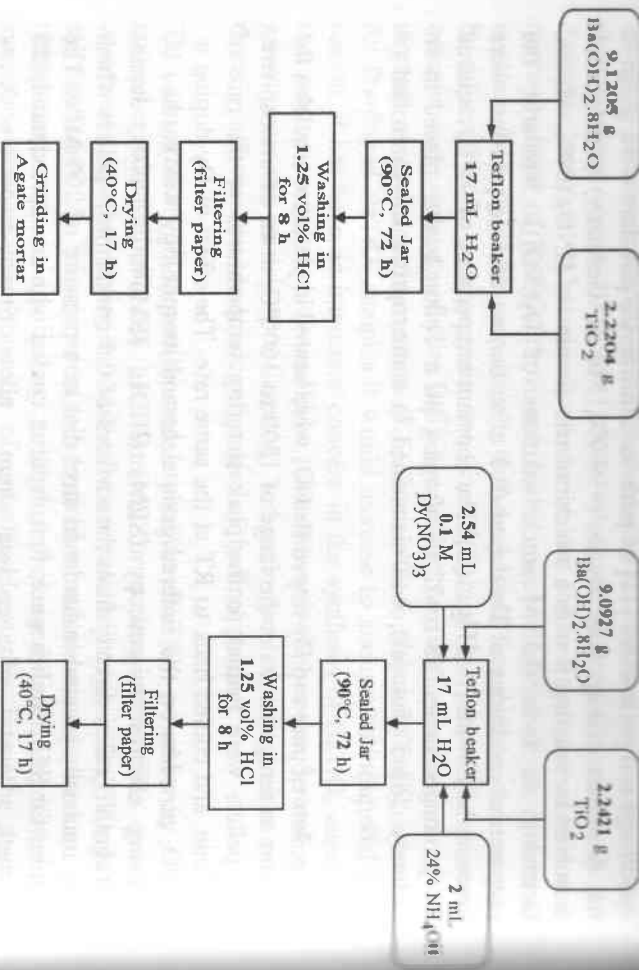 9.1205 g
Ba(OH)2.8H2O
2.2204 g
TiO2
Teflon beaker
17 mL H2O
Sealed Jar
(90°C, 72 h)
Washing in
1.25 vol% HCl
for 8 h
Filtering
(filter paper)
Drying
(40°C, 17 h)
Grinding in
Agate mortar
9.0927 g
Ba(OH)2.8H2O
2.2421 g
TiO2
2.54 mL
0.1 M
Dy(NO3)3
Teflon beaker
17 mL H2O
2 mL
24% NH4OH
Sealed Jar
(90°C, 72 h)
Washing in
1.25 vol% HCl
for 8 h
Filtering
(filter paper)
Drying
(40°C, 17 h)